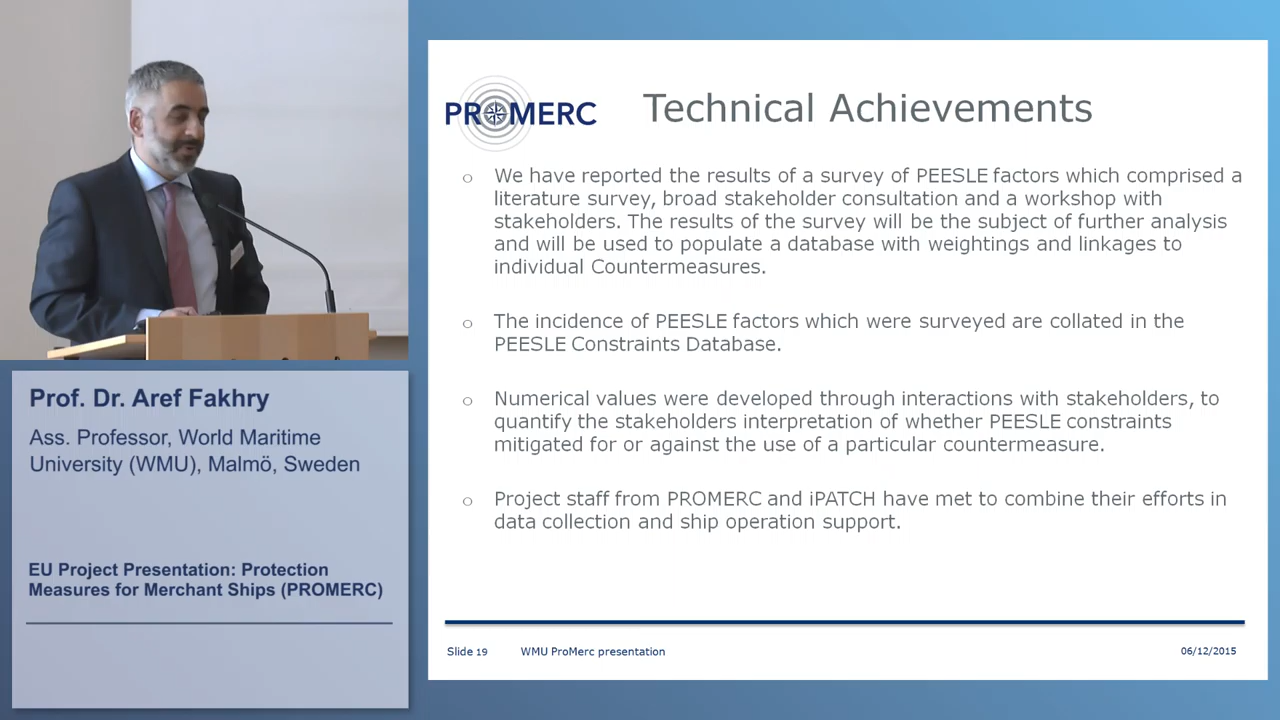 PROMERC
Technical Achievements
o We have reported the results of a survey of PEESLE factors which comprised a
literature survey, broad stakeholder consultation and a workshop with
stakeholders. The results of the survey will be the subject of further analysis
and will be used to populate a database with weightings and linkages to
individual Countermeasures.
o The incidence of PEESLE factors which were surveyed are collated in the
PEESLE Constraints Database.
o Numerical values were developed through interactions with stakeholders, to
quantify the stakeholders interpretation of whether PEESLE constraints
mitigated for or against the use of a particular countermeasure.
o Project staff from PROMERC and iPATCH have met to combine their efforts in
data collection and ship operation support.
Slide 19 WMU ProMerc presentation 06/12/2015
Prof. Dr. Aref Fakhry
Ass. Professor, World Maritime
University (WMU), Malmö, Sweden
EU Project Presentation: Protection
Measures for Merchant Ships (PROMERC)